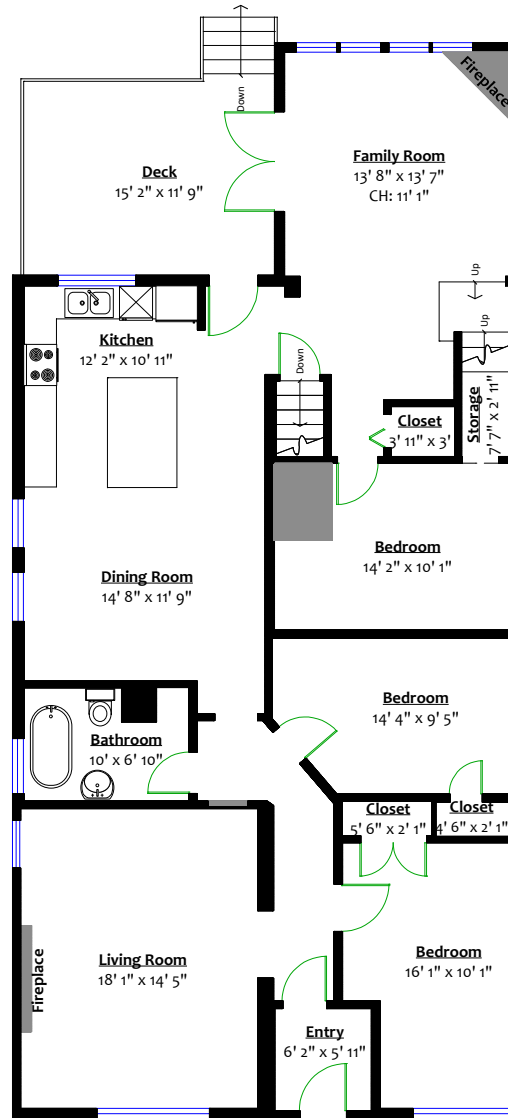 Down
Fireplace
Family Room
13' 8" x 13' 7"
CH: 11' 1"
Deck
15' 2" x 11' 9"
Up
Up
Kitchen
12' 2" x 10' 11"
Down
Closet
3' 11" x 3'
Storage
7' 7" x 2' 11"
Bedroom
14' 2" x 10' 1"
Dining Room
14' 8" x 11' 9"
Bedroom
14' 4" x 9' 5"
Bathroom
10' x 6' 10"
Closet
5' 6" x 2' 1"
Closet
4' 6" x 2' 1"
Living Room
18' 1" x 14' 5"
Fireplace
Bedroom
16' 1" x 10' 1"
Entry
6' 2" x 5' 11"